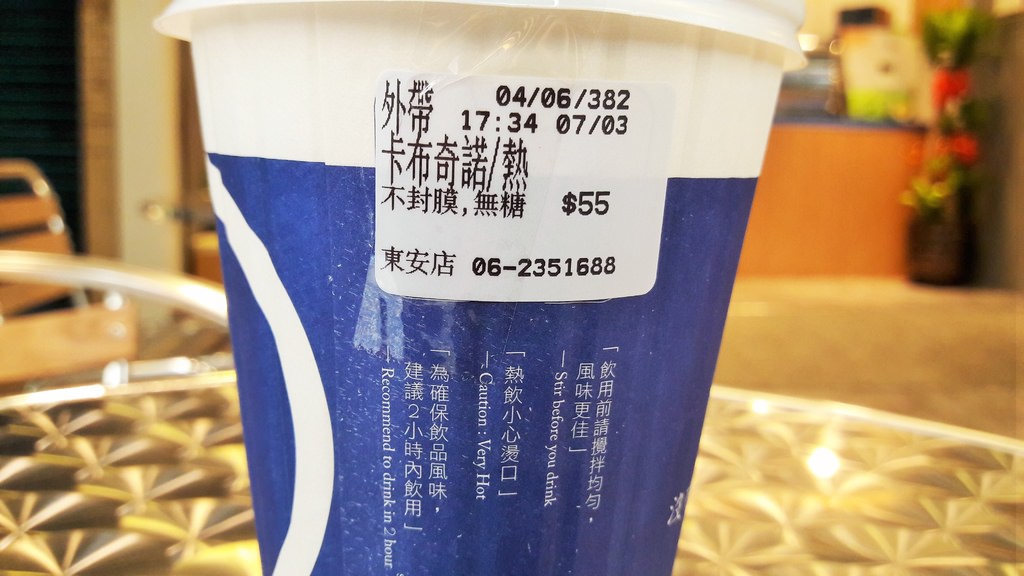 外帶 04/06/382
17:34 07/03
卡布奇諾/熱
不封膜,無糖 $55
東安店 06-2351688
「飲用前請攪拌均勻，
風味更佳」
—Stir before you drink
「熱飲小心燙口」
—Caution : Very Hot
「為確保飲品風味，
建議2小時內飲用」
—Recommend to drink in 2 hour